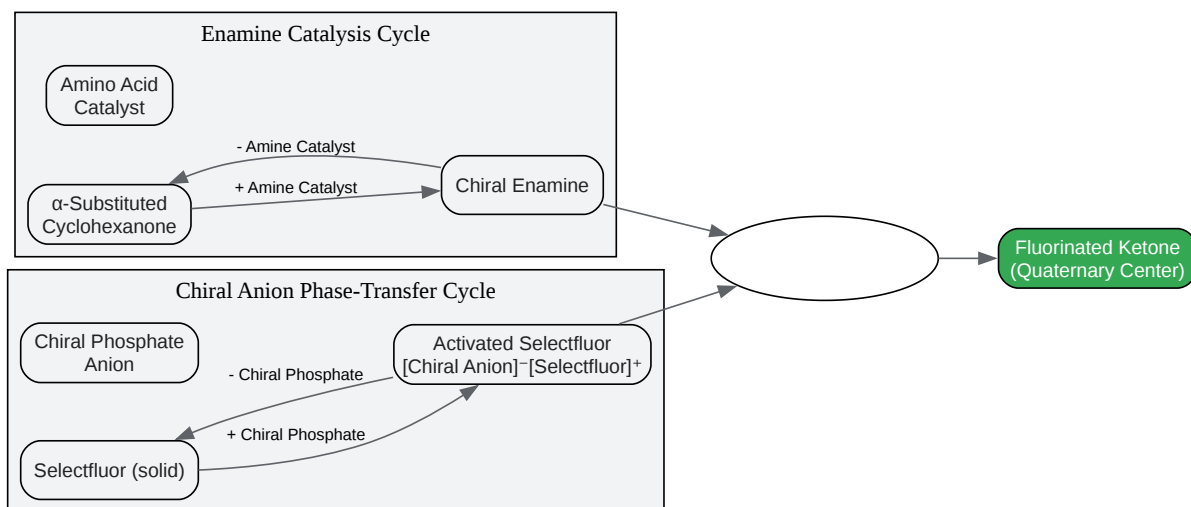 Enamine Catalysis Cycle
Amino Acid
Catalyst
- Amine Catalyst
+ Amine Catalyst
α-Substituted
Cyclohexanone
Chiral Enamine
Chiral Anion Phase-Transfer Cycle
Chiral Phosphate
Anion
Activated Selectfluor
[Chiral Anion]⁻[Selectfluor]⁺
- Chiral Phosphate
+ Chiral Phosphate
Selectfluor (solid)
Fluorinated Ketone
(Quaternary Center)